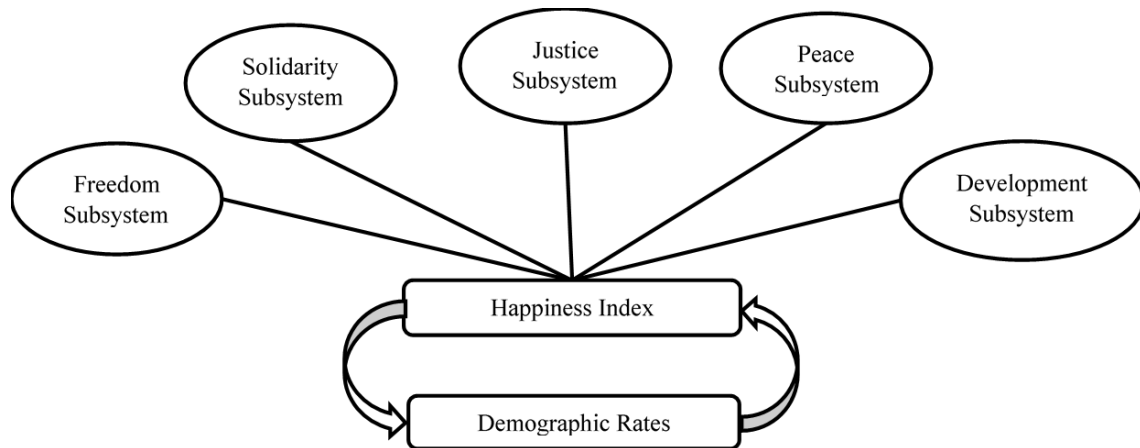 Freedom
Subsystem
Solidarity
Subsystem
Justice
Subsystem
Peace
Subsystem
Development
Subsystem
Happiness Index
Demographic Rates